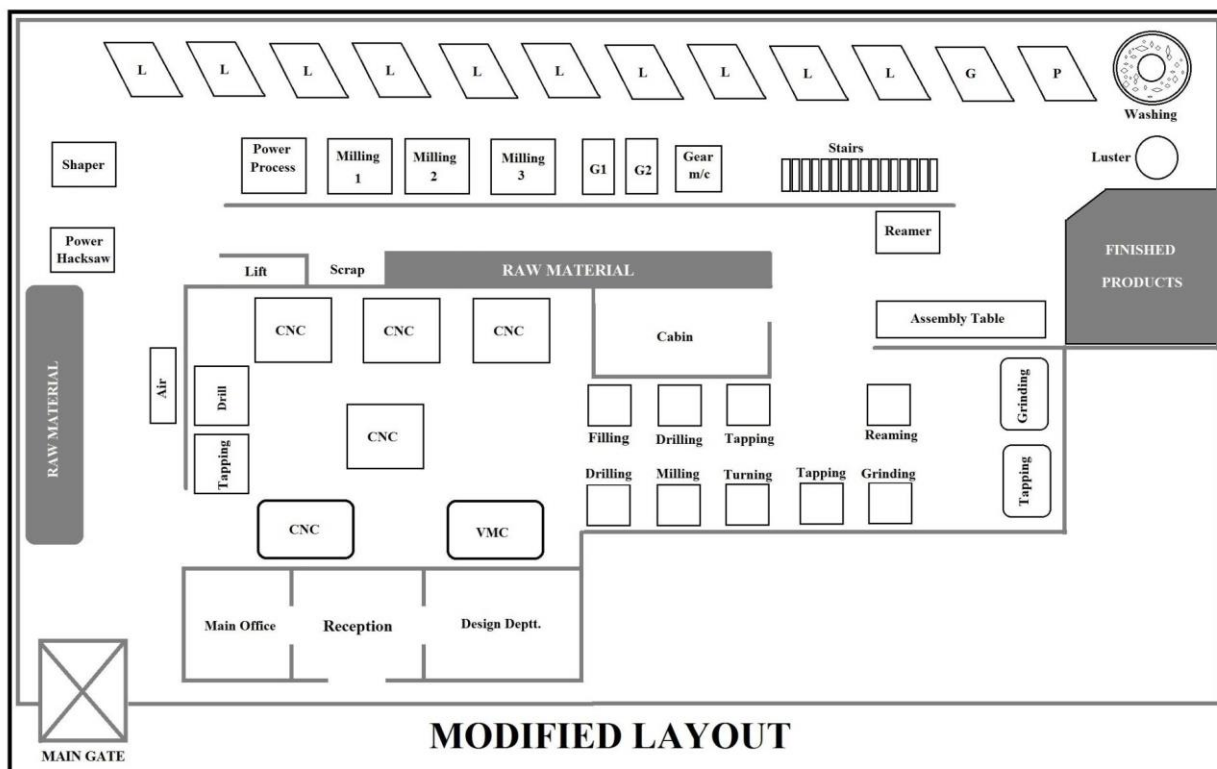 L L L L L L L L L L G P
Washing
Shaper
Power
Process
Milling
1
Milling
2
Milling
3
G1
G2
Gear
m/c
Stairs
Luster
Power
Hacksaw
Reamer
Lift
Scrap
RAW MATERIAL
FINISHED
PRODUCTS
CNC
CNC
CNC
Cabin
Assembly Table
RAW MATERIAL
Air
Drill
Tapping
CNC
Filling
Drilling
Tapping
Reaming
Grinding
Drilling
Milling
Turning
Tapping
Grinding
Tapping
CNC
VMC
Main Office
Reception
Design Deptt.
MAIN GATE
MODIFIED LAYOUT